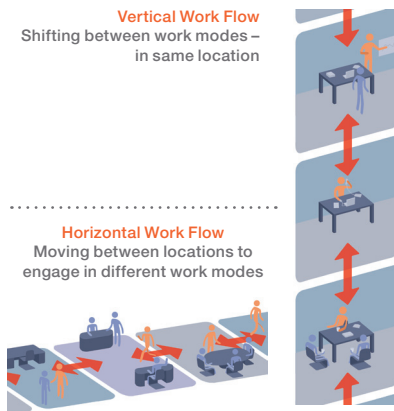 Vertical Work Flow
Shifting between work modes –
in same location
Horizontal Work Flow
Moving between locations to
engage in different work modes